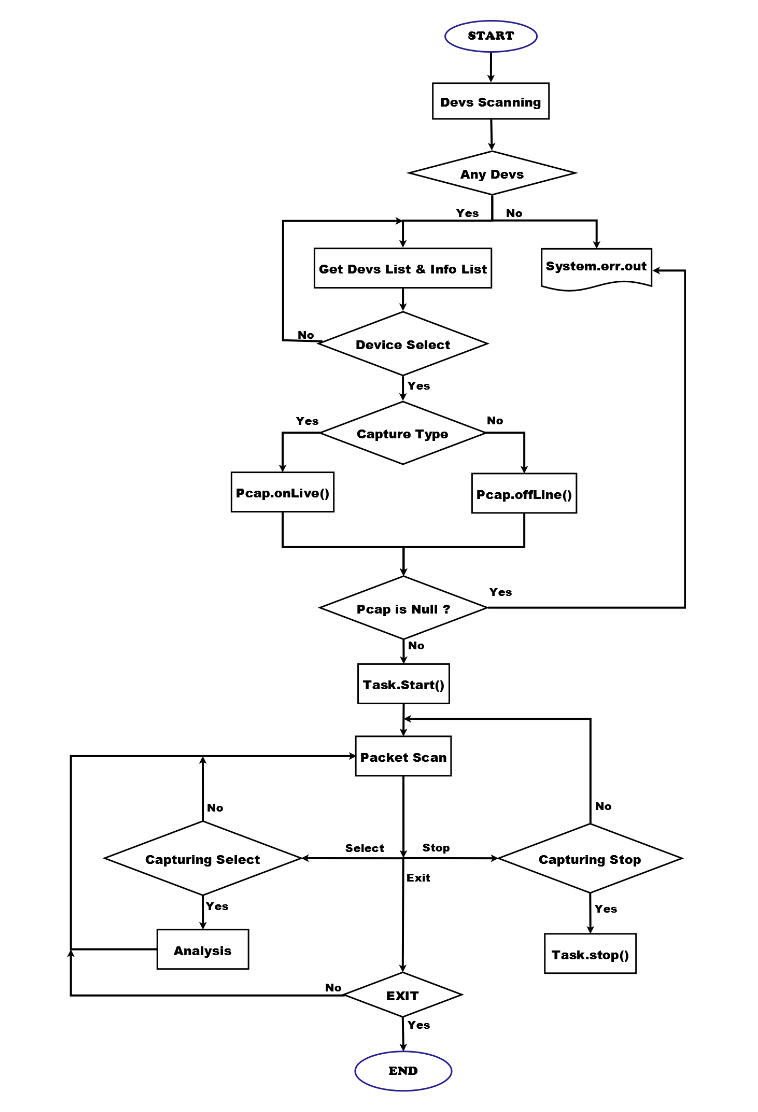 START
Devs Scanning
Any Devs
Yes No
Get Devs List & Info List
System.err.out
No
Device Select
Yes
Yes
No
Capture Type
Pcap.onLive()
Pcap.offLine()
Yes
Pcap is Null ?
No
Task.Start()
Packet Scan
No
No
Select
Stop
Capturing Select
Capturing Stop
Exit
Yes
Yes
Analysis
Task.stop()
No
EXIT
Yes
END